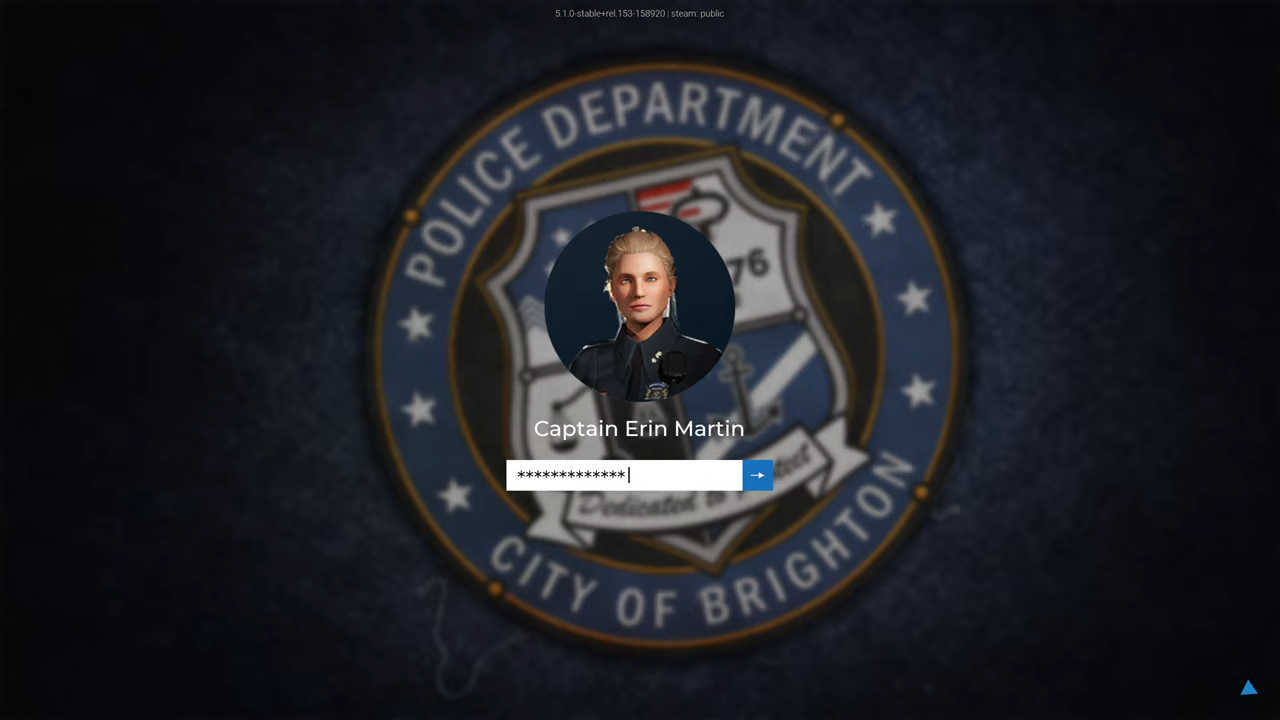 5.1.0-stable+rel.153-158920 | steam: public
POLICE DEPARTMENT
76
Captain Erin Martin
*************
Dedicated to
CITY OF BRIGHTON